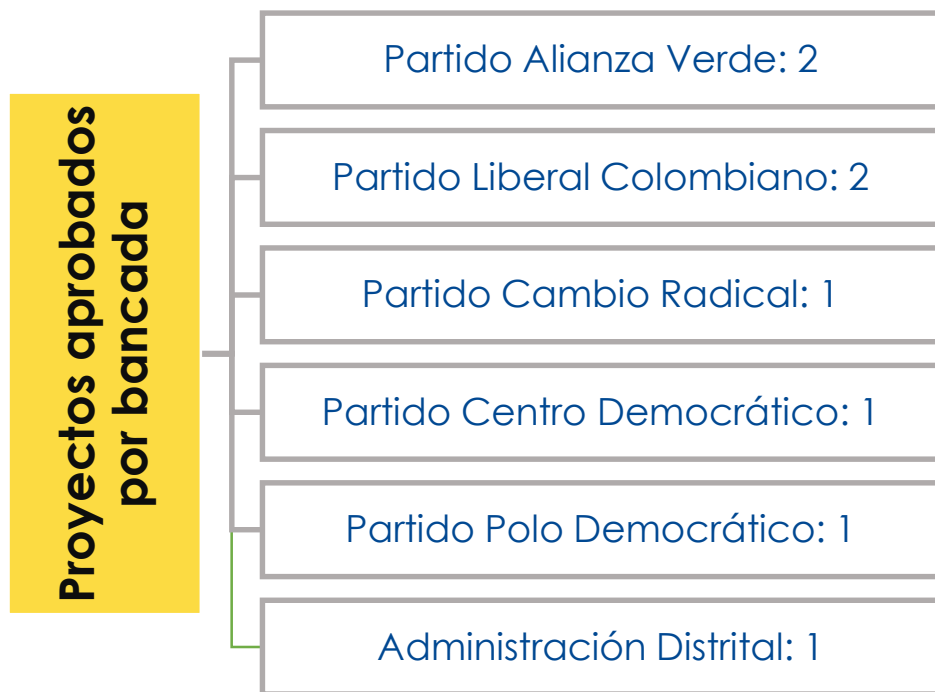 Proyectos aprobados
por bancada
Partido Alianza Verde: 2
Partido Liberal Colombiano: 2
Partido Cambio Radical: 1
Partido Centro Democrático: 1
Partido Polo Democrático: 1
Administración Distrital: 1